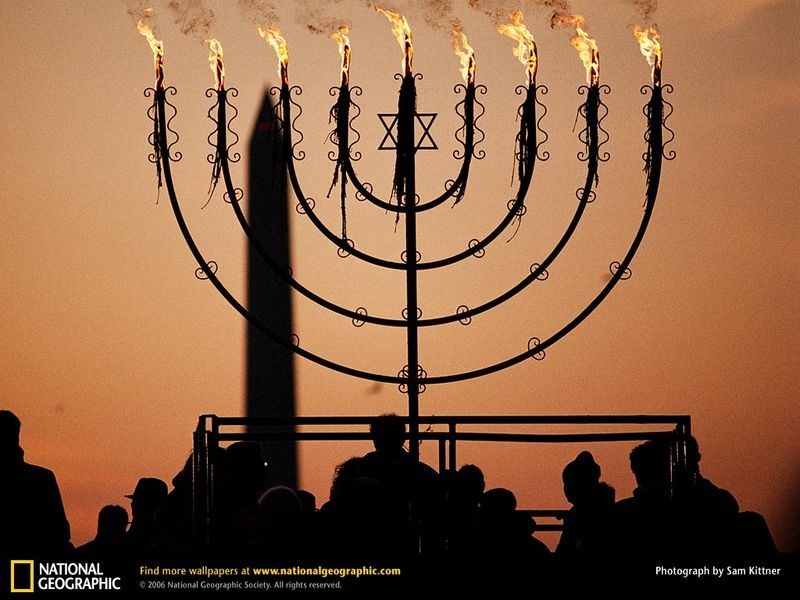 NATIONAL
GEOGRAPHIC
Find more wallpapers at www.nationalgeographic.com
© 2006 National Geographic Society. All rights reserved.
Photograph by Sam Kittner